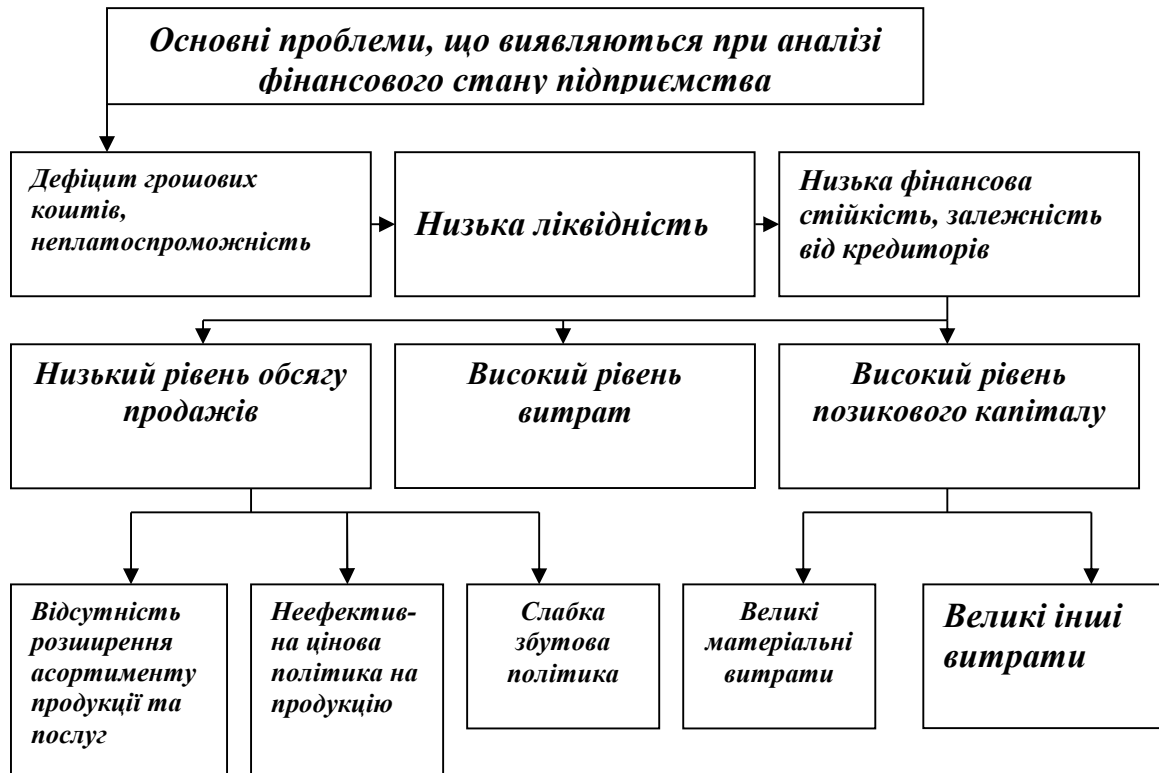 Основні проблеми, що виявляються при аналізі
фінансового стану підприємства
Дефіцит грошових
коштів,
неплатоспроможність
Низька ліквідність
Низька фінансова
стійкість, залежність
від кредиторів
Низький рівень обсягу
продажів
Високий рівень
витрат
Високий рівень
позикового капіталу
Відсутність
розширення
асортименту
продукції та
послуг
Неефектив-
на цінова
політика на
продукцію
Слабка
збутова
політика
Великі
матеріальні
витрати
Великі інші
витрати